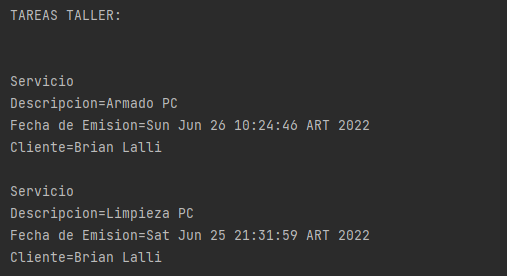 TAREAS TALLER:
Servicio
Descripcion=Armado PC
Fecha de Emision=Sun Jun 26 10:24:46 ART 2022
Cliente=Brian Lalli
Servicio
Descripcion=Limpieza PC
Fecha de Emision=Sat Jun 25 21:31:59 ART 2022
Cliente=Brian Lalli